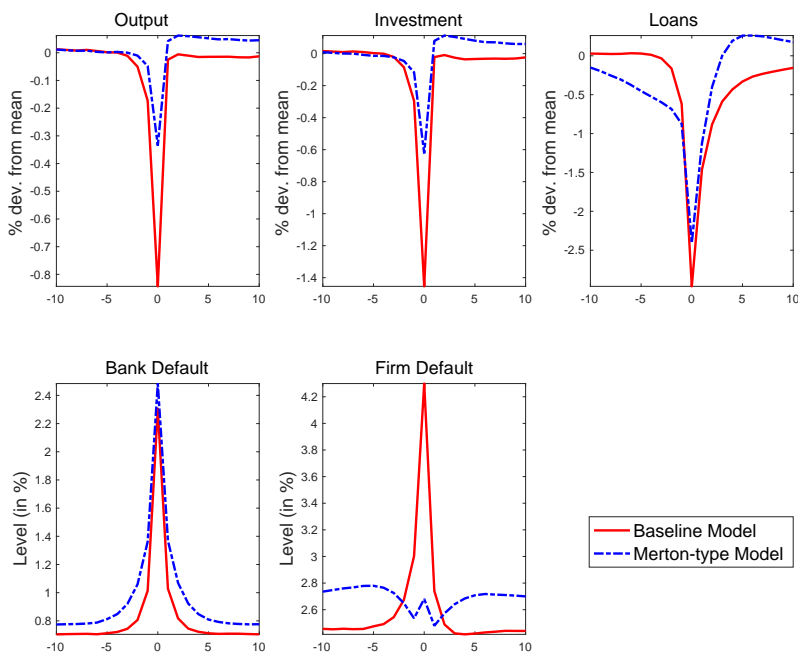 Output
Investment
Loans
% dev. from mean
0
-0.1
-0.2
-0.3
-0.4
-0.5
-0.6
-0.7
-0.8
-10 -5 0 5 10
% dev. from mean
0
-0.2
-0.4
-0.6
-0.8
-1
-1.2
-1.4
-10 -5 0 5 10
% dev. from mean
0
-0.5
-1
-1.5
-2
-2.5
-10 -5 0 5 10
Bank Default
Firm Default
Level (in %)
2.4
2.2
2
1.8
1.6
1.4
1.2
1
0.8
-10 -5 0 5 10
Level (in %)
4.2
4
3.8
3.6
3.4
3.2
3
2.8
2.6
-10 -5 0 5 10
Baseline Model
Merton-type Model